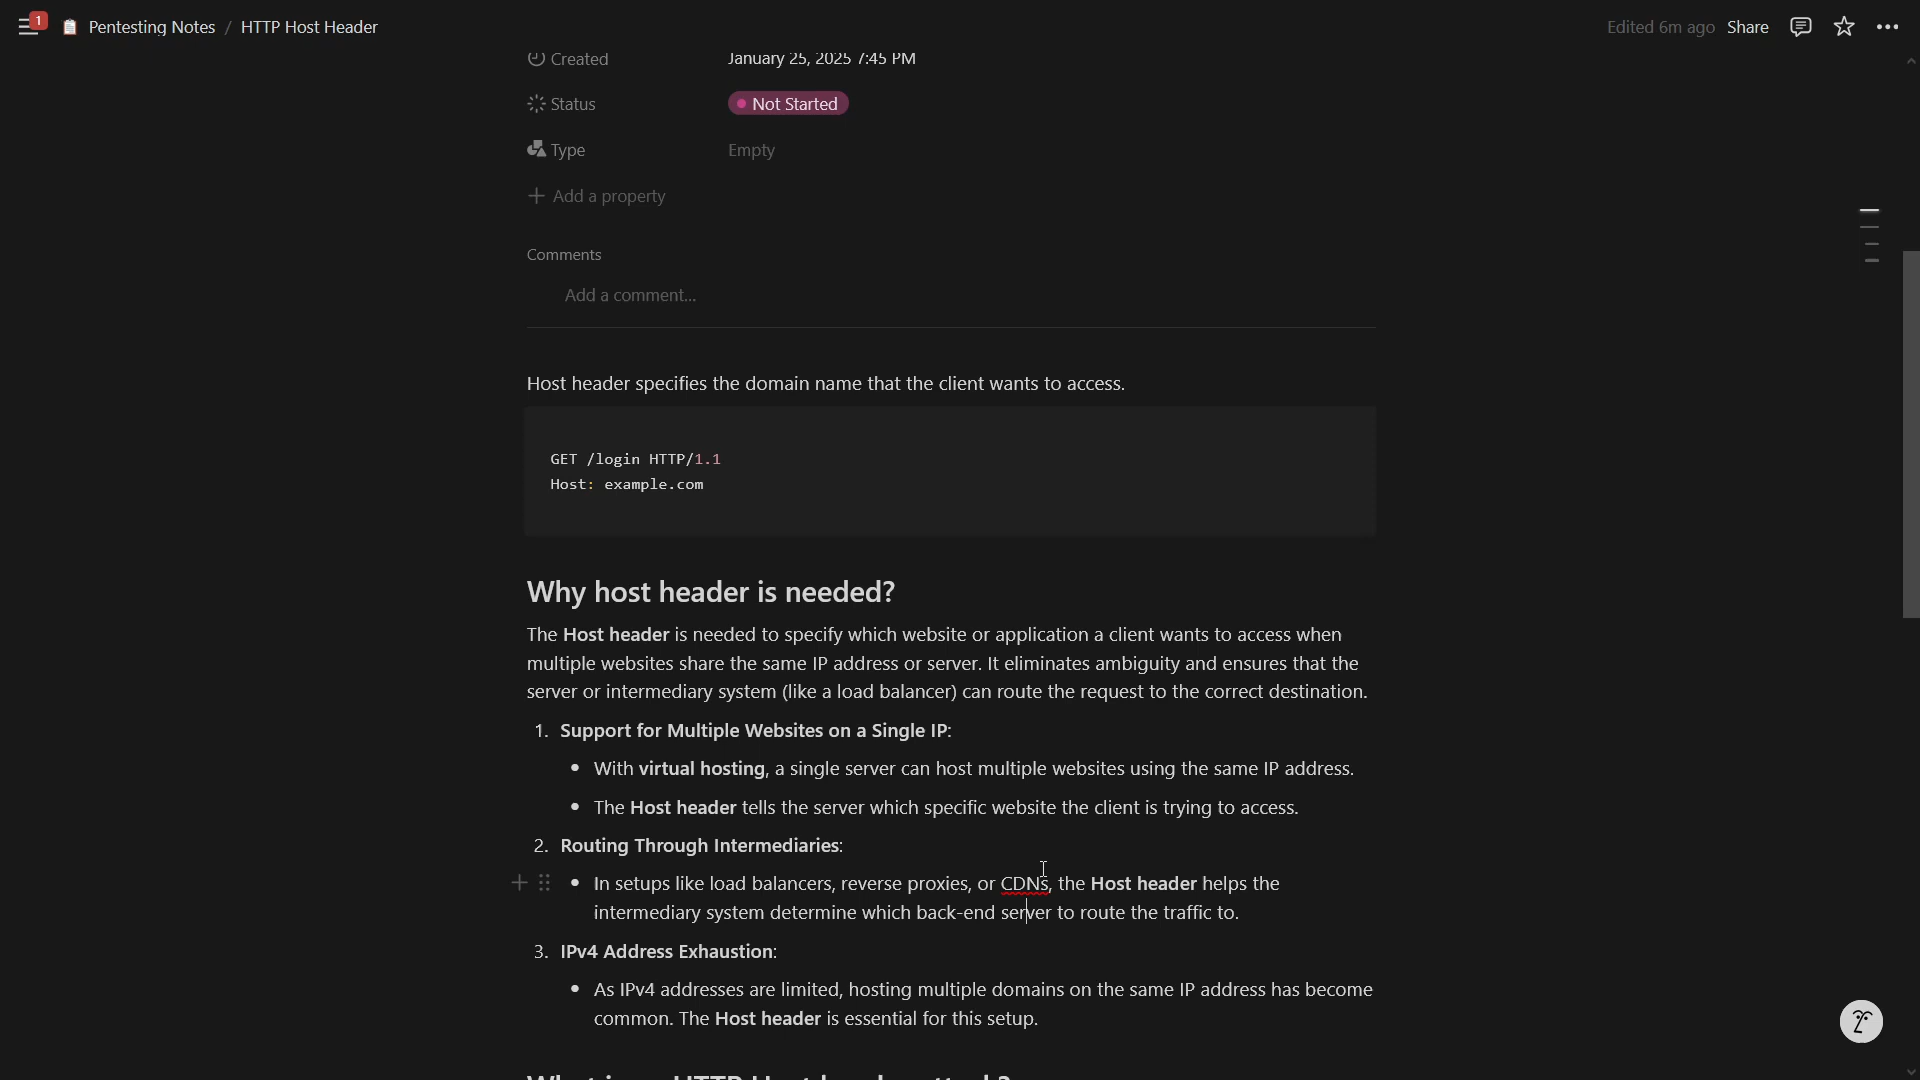 1
Pentesting Notes / HTTP Host Header
Edited 6m ago Share
Created January 25, 2025 7:45 PM
Status Not Started
Type Empty
Add a property
Comments
Add a comment...
Host header specifies the domain name that the client wants to access.
GET /login HTTP/1.1
Host: example.com
Why host header is needed?
The Host header is needed to specify which website or application a client wants to access when
multiple websites share the same IP address or server. It eliminates ambiguity and ensures that the
server or intermediary system (like a load balancer) can route the request to the correct destination.
1. Support for Multiple Websites on a Single IP:
• With virtual hosting, a single server can host multiple websites using the same IP address.
• The Host header tells the server which specific website the client is trying to access.
2. Routing Through Intermediaries:
• In setups like load balancers, reverse proxies, or CDNs, the Host header helps the
intermediary system determine which back-end server to route the traffic to.
3. IPv4 Address Exhaustion:
• As IPv4 addresses are limited, hosting multiple domains on the same IP address has become
common. The Host header is essential for this setup.